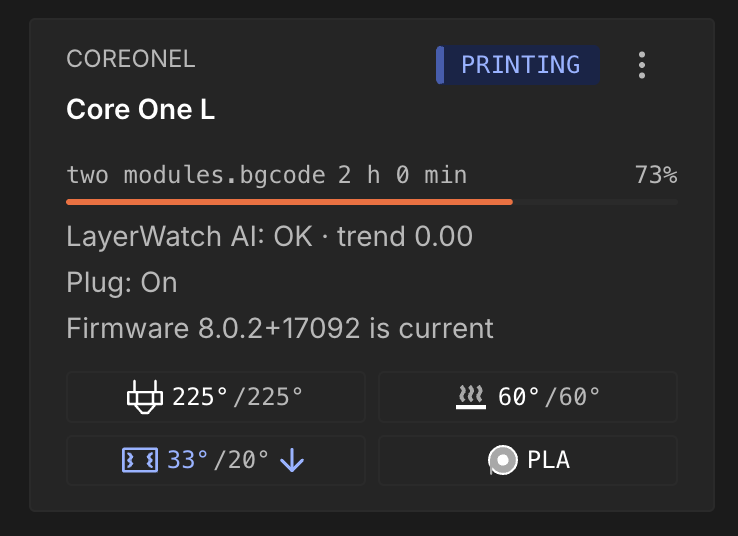 COREONEL
PRINTING
Core One L
two modules.bgcode 2 h 0 min 73%
LayerWatch AI: OK · trend 0.00
Plug: On
Firmware 8.0.2+17092 is current
225°/225° 60°/60°
33°/20° PLA